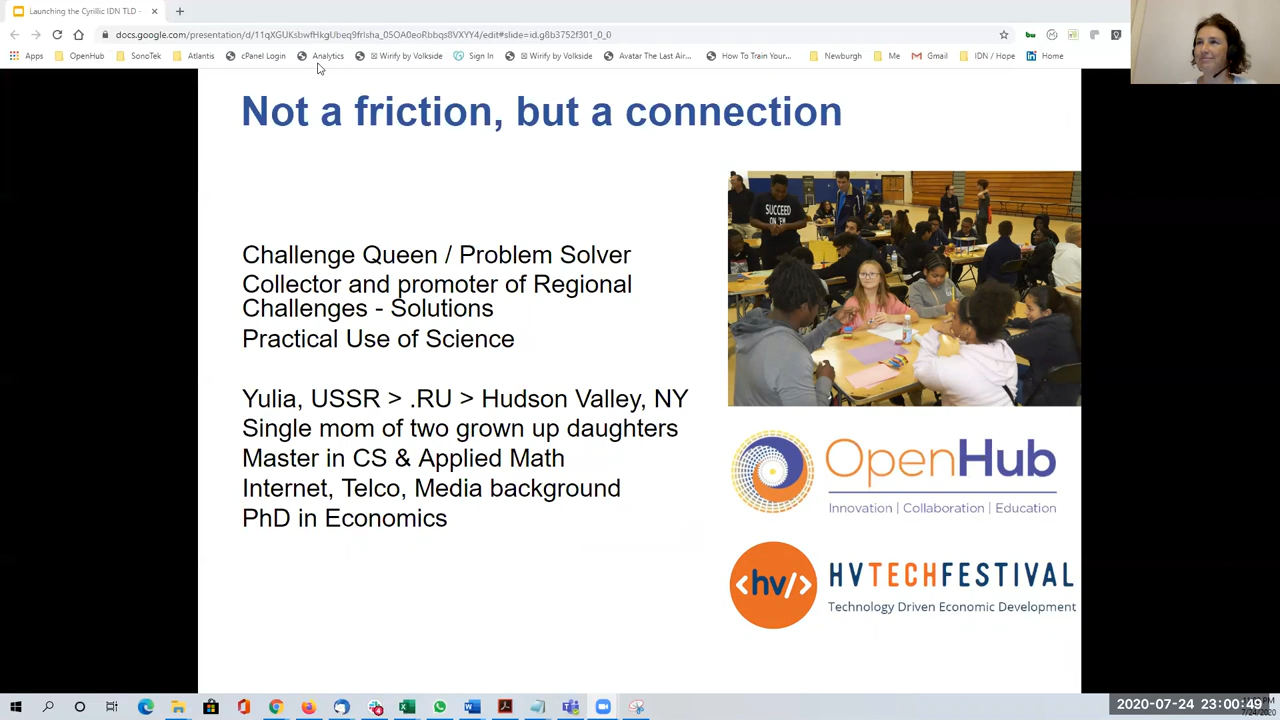 Launching the Cyrillic IDN TLD -
Apps OpenHub SonoTek Atlantis cPanel Login Analytics Wirify by Volkside Sign In Wirify by Volkside Avatar The Last Air... How To Train Your... Newburgh Me Gmail IDN / Hope Home
Not a friction, but a connection
SUCCEED
Challenge Queen / Problem Solver
Collector and promoter of Regional
Challenges - Solutions
Practical Use of Science
Yulia, USSR > .RU > Hudson Valley, NY
Single mom of two grown up daughters
Master in CS & Applied Math
Internet, Telco, Media background
PhD in Economics
OpenHub
Innovation | Collaboration | Education
<hv/>
HVTECHFESTIVAL
Technology Driven Economic Development
2020-07-24 23:00:49